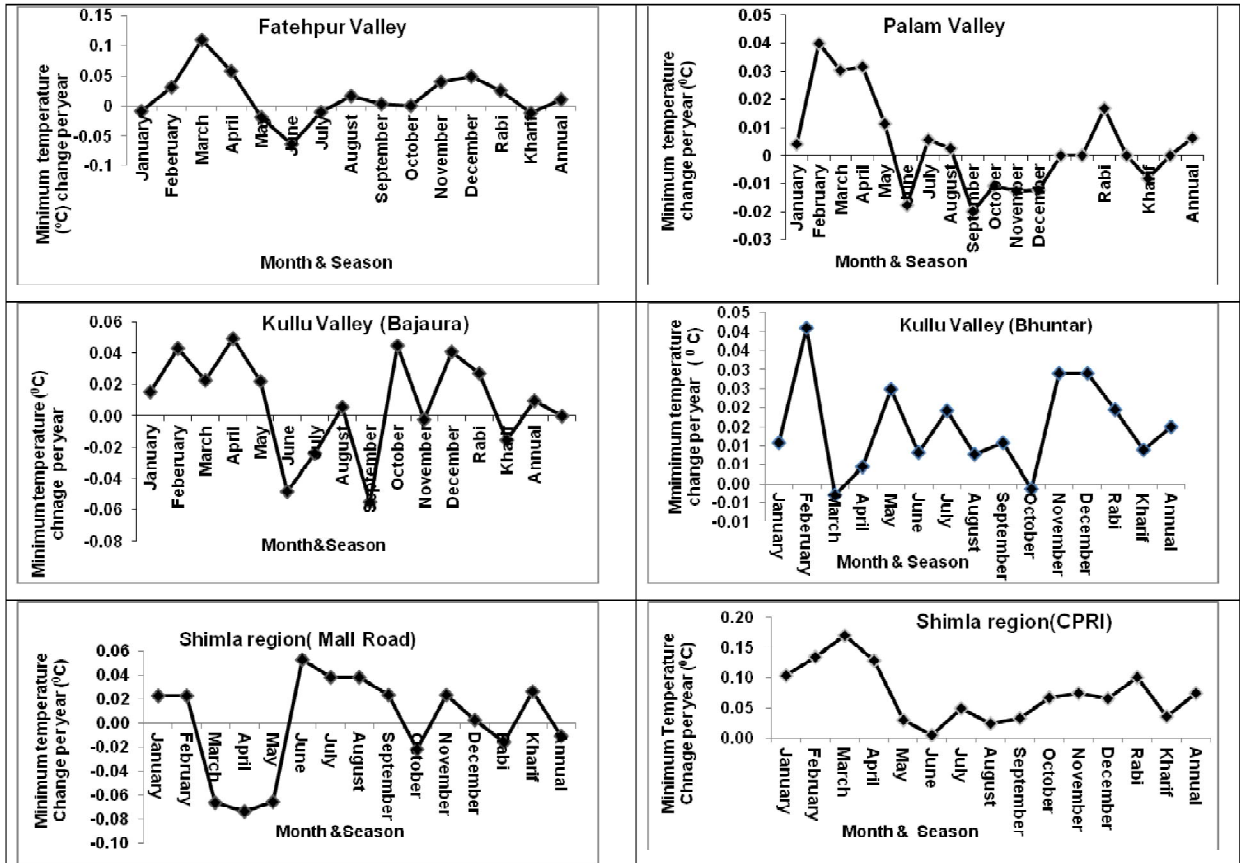 Fatehpur Valley
Minimum temperature
(⁰C) change per year
0.15
0.1
0.05
0
-0.05
-0.1
January
Feberuary
March
April
May
June
July
August
September
October
November
December
Rabi
Kharif
Annual
Month & Season
Palam Valley
Minimum temperature
change per year (⁰C)
0.05
0.04
0.03
0.02
0.01
0
-0.01
-0.02
-0.03
January
February
March
April
May
June
July
August
September
October
November
December
Rabi
Kharif
Annual
Month & Season
Kullu Valley (Bajaura)
Minimum temperature (⁰C)
chnage per year
0.06
0.04
0.02
0.00
-0.02
-0.04
-0.06
-0.08
January
Feberuary
March
April
May
June
July
August
September
October
November
December
Rabi
Kharif
Annual
Month&Season
Kullu Valley (Bhuntar)
Mminimum temperature
change per year ( ⁰ C)
0.05
0.04
0.03
0.03
0.02
0.01
0.01
0.00
-0.01
-0.01
January
Feberuary
March
April
May
June
July
August
September
October
November
December
Rabi
Kharif
Annual
Month & Season
Shimla region( Mall Road)
Minimum temperature
Change per year (⁰C)
0.06
0.04
0.02
0.00
-0.02
-0.04
-0.06
-0.08
-0.10
January
February
March
April
May
June
July
August
September
October
November
December
Rabi
Kharif
Annual
Month &Season
Shimla region(CPRI)
Minimum Temperature
Chnage per year (⁰C)
0.20
0.15
0.10
0.05
0.00
January
February
March
April
May
June
July
August
September
October
November
December
Rabi
Kharif
Annual
Month & Season